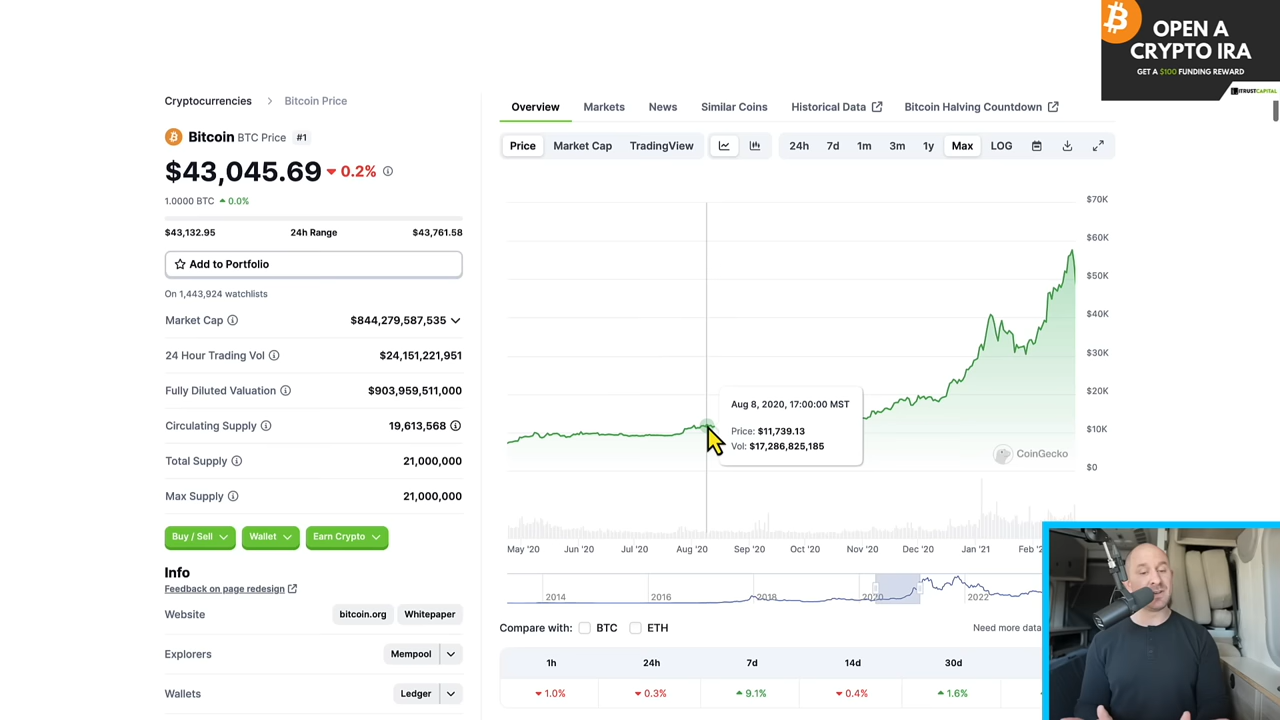 OPEN A
CRYPTO IRA
GET A $100 FUNDING REWARD
ITRUSTCAPITAL
Cryptocurrencies > Bitcoin Price
Bitcoin BTC Price #1
$43,045.69 0.2%
1.0000 BTC 0.0%
$43,132.95 24h Range $43,761.58
Add to Portfolio
On 1,443,924 watchlists
Market Cap $844,279,587,535
24 Hour Trading Vol $24,151,221,951
Fully Diluted Valuation $903,959,511,000
Circulating Supply 19,613,568
Total Supply 21,000,000
Max Supply 21,000,000
Buy / Sell Wallet Earn Crypto
Info
Feedback on page redesign
Website bitcoin.org Whitepaper
Explorers Mempool
Wallets Ledger
Overview Markets News Similar Coins Historical Data Bitcoin Halving Countdown
Price Market Cap TradingView 24h 7d 1m 3m 1y Max LOG
$70K
$60K
$50K
$40K
$30K
$20K
$10K
$0
Aug 8, 2020, 17:00:00 MST
Price: $11,739.13
Vol: $17,286,825,185
CoinGecko
May '20 Jun '20 Jul '20 Aug '20 Sep '20 Oct '20 Nov '20 Dec '20 Jan '21 Feb '
2014 2016 2018 2020 2022
Compare with: BTC ETH Need more data
1h 24h 7d 14d 30d
1.0% 0.3% 9.1% 0.4% 1.6%